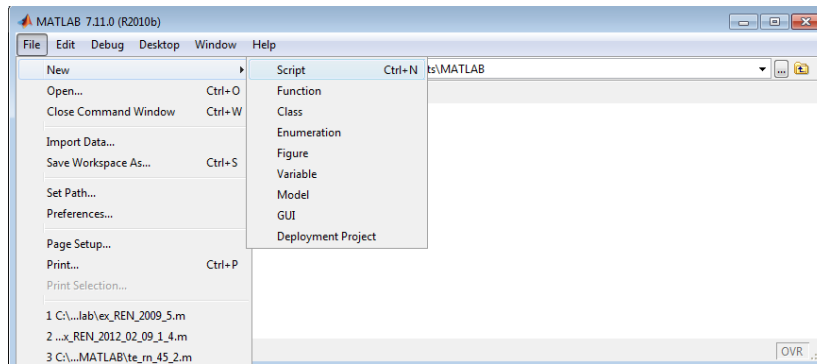 MATLAB 7.11.0 (R2010b)
File Edit Debug Desktop Window Help
New
Open... Ctrl+O
Close Command Window Ctrl+W
Import Data...
Save Workspace As... Ctrl+S
Set Path...
Preferences...
Page Setup...
Print... Ctrl+P
Print Selection...
1 C:\...lab\ex_REN_2009_5.m
2 ...x_REN_2012_02_09_1_4.m
3 C:\...MATLAB\te_rn_45_2.m
Script Ctrl+N
Function
Class
Enumeration
Figure
Variable
Model
GUI
Deployment Project
ts\MATLAB
...
OVR